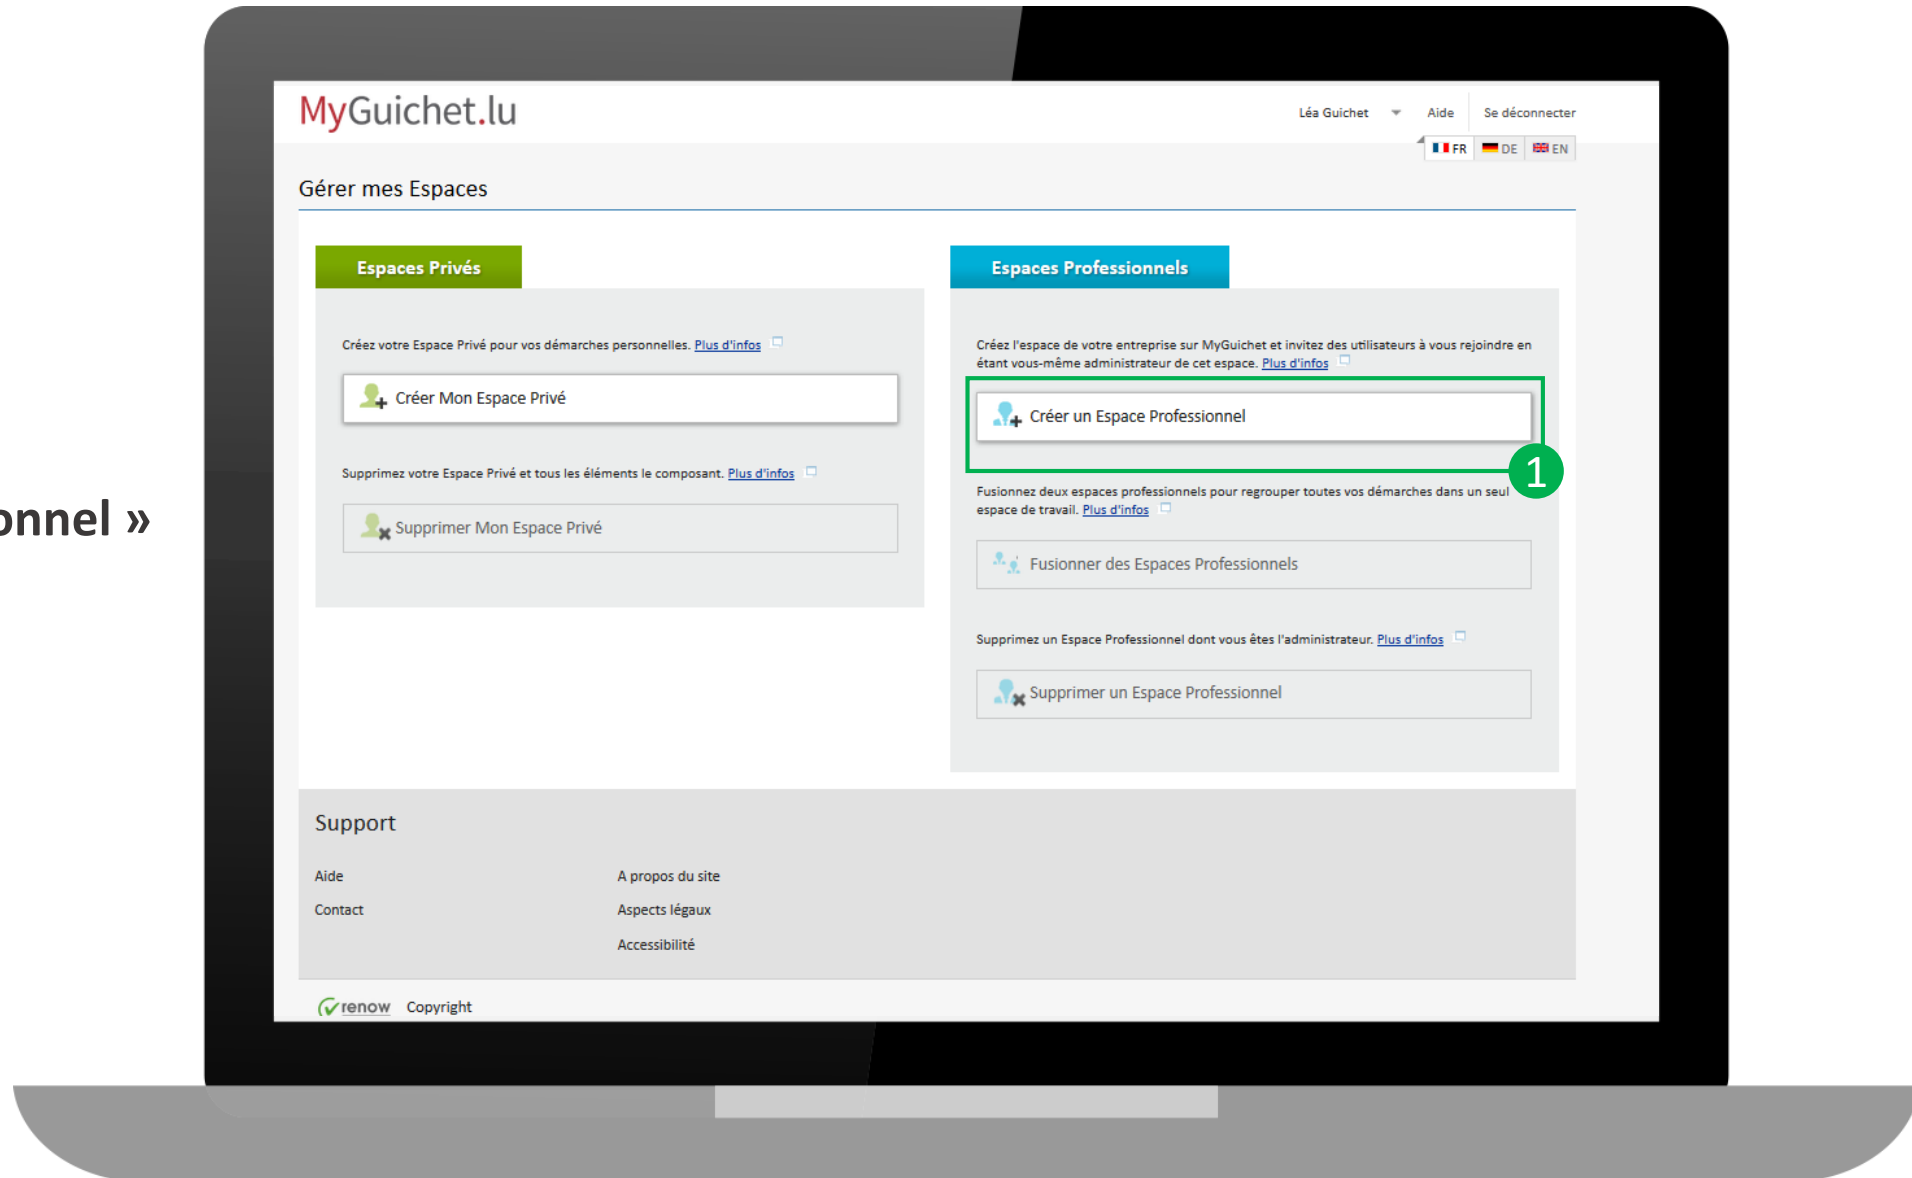 MyGuichet.lu
Léa Guichet
Aide
Se déconnecter
FR
DE
EN
Gérer mes Espaces
Espaces Privés
Créez votre Espace Privé pour vos démarches personnelles. Plus d'infos
Créer Mon Espace Privé
Supprimez votre Espace Privé et tous les éléments le composant. Plus d'infos
Supprimer Mon Espace Privé
Espaces Professionnels
Créez l'espace de votre entreprise sur MyGuichet et invitez des utilisateurs à vous rejoindre en
étant vous-même administrateur de cet espace. Plus d'infos
Créer un Espace Professionnel
1
Fusionnez deux espaces professionnels pour regrouper toutes vos démarches dans un seul
espace de travail. Plus d'infos
Fusionner des Espaces Professionnels
Supprimez un Espace Professionnel dont vous êtes l'administrateur. Plus d'infos
Supprimer un Espace Professionnel
onnel »
Support
Aide
Contact
A propos du site
Aspects légaux
Accessibilité
renow
Copyright